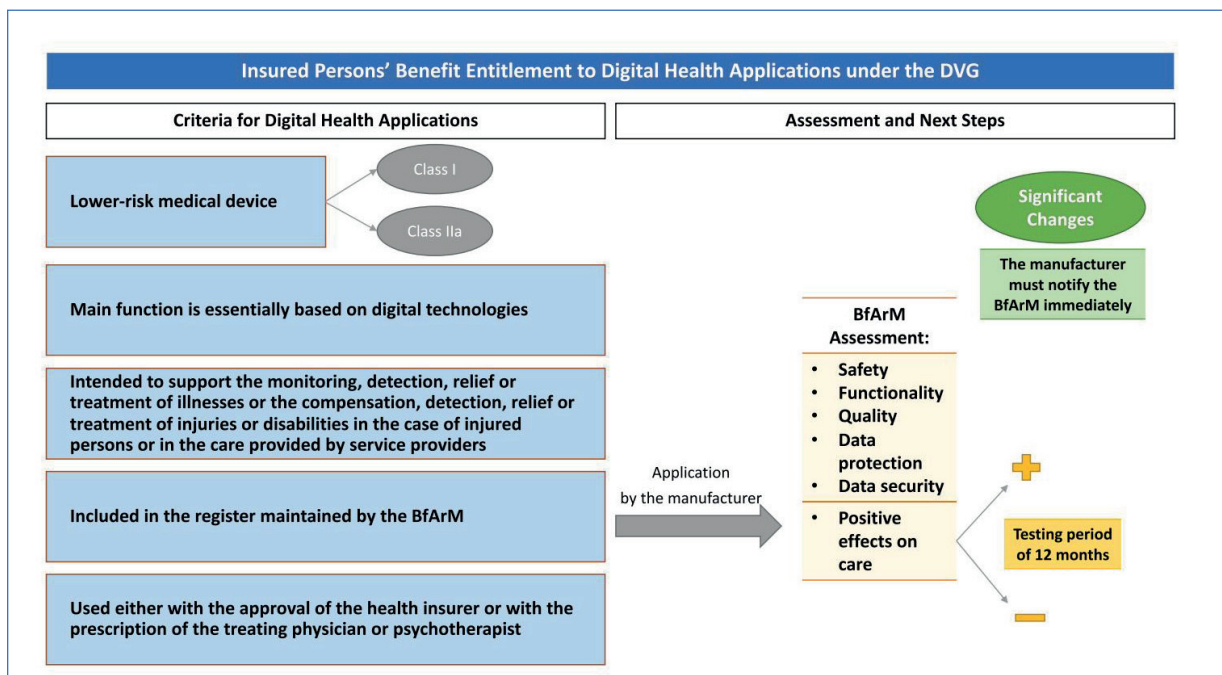 Insured Persons’ Benefit Entitlement to Digital Health Applications under the DVG
Criteria for Digital Health Applications
Assessment and Next Steps
Lower-risk medical device
Class I
Class IIa
Main function is essentially based on digital technologies
Intended to support the monitoring, detection, relief or
treatment of illnesses or the compensation, detection, relief or
treatment of injuries or disabilities in the case of injured
persons or in the care provided by service providers
Included in the register maintained by the BfArM
Used either with the approval of the health insurer or with the
prescription of the treating physician or psychotherapist
Application
by the manufacturer
BfArM
Assessment:
• Safety
• Functionality
• Quality
• Data
protection
• Data security
• Positive
effects on
care
Significant
Changes
The manufacturer
must notify the
BfArM immediately
Testing period
of 12 months